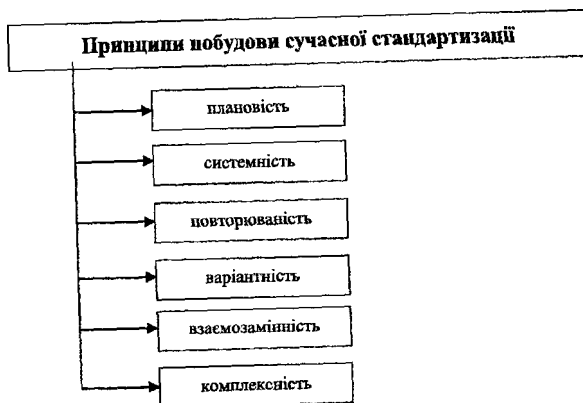 Принципи побудови сучасної стандартизації
плановість
системність
повторюваність
варіантність
взаємозамінність
комплексність